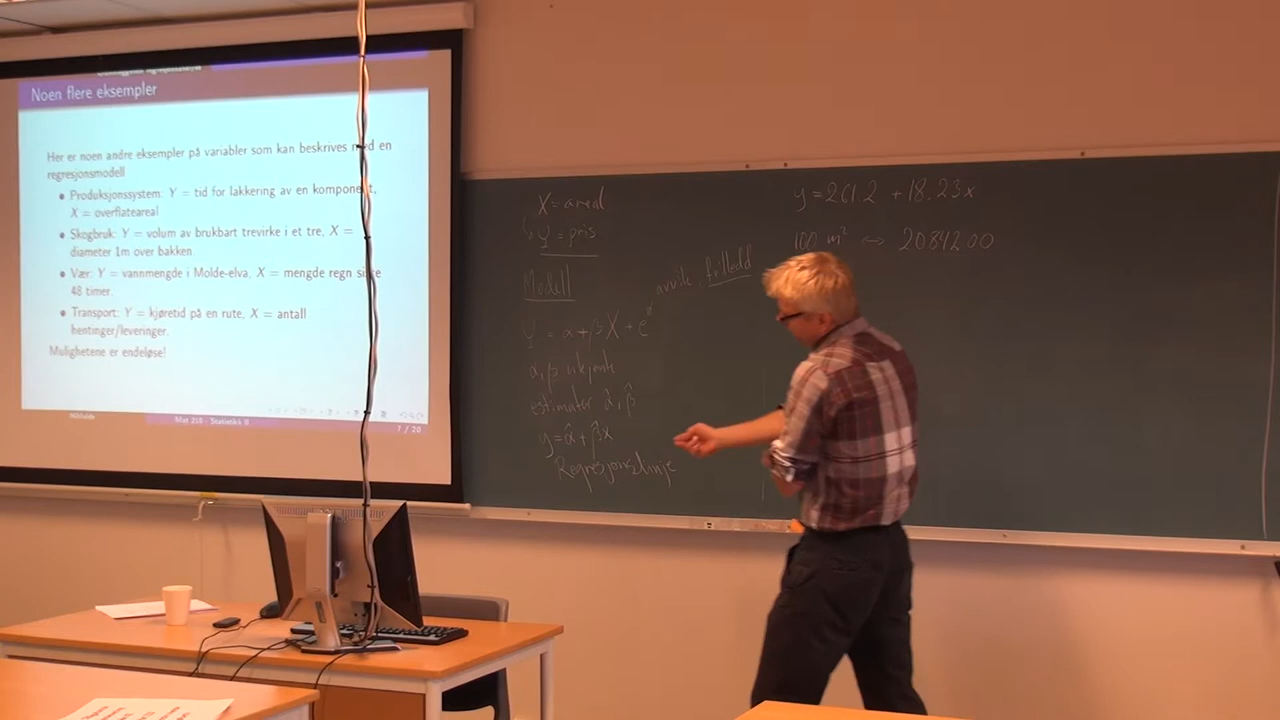 Noen flere eksempler
Her er noen andre eksempler på variabler som kan beskrives med en
regresjonsmodell
Produksjonssystem: Y = tid for lakkering av en komponent,
X = overflateareal
Skogbruk: Y = volum av brukbart trevirke i et tre, X =
diameter 1m over bakken
Vær: Y = vannmengde i Molde-elva, X = mengde regn siste
48 timer.
Transport: Y = kjøretid på en rute, X = antall
hentinger/leveringer.
Mulighetene er endeløse!
Mat 210 - Statistikk II
7 / 20
X = areal
Y = pris
Modell
avvik, feilledd
Y = α + βX + e
α, β ukjente
estimater α̂, β̂
y = α̂ + β̂x
Regresjonslinje
y = 261.2 + 18.23x
100 m² ↔ 2084200